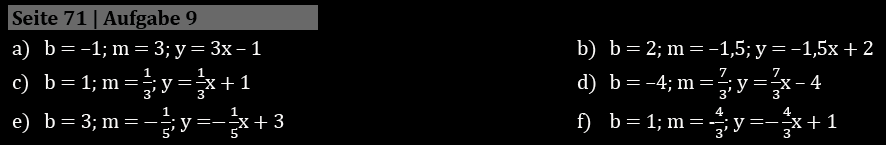 Seite 71 | Aufgabe 9
a) b = –1; m = 3; y = 3x – 1
b) b = 2; m = –1,5; y = –1,5x + 2
c) b = 1; m = 1/3; y = 1/3x + 1
d) b = –4; m = 7/3; y = 7/3x – 4
e) b = 3; m = –1/5; y = –1/5x + 3
f) b = 1; m = -4/3; y = –4/3x + 1